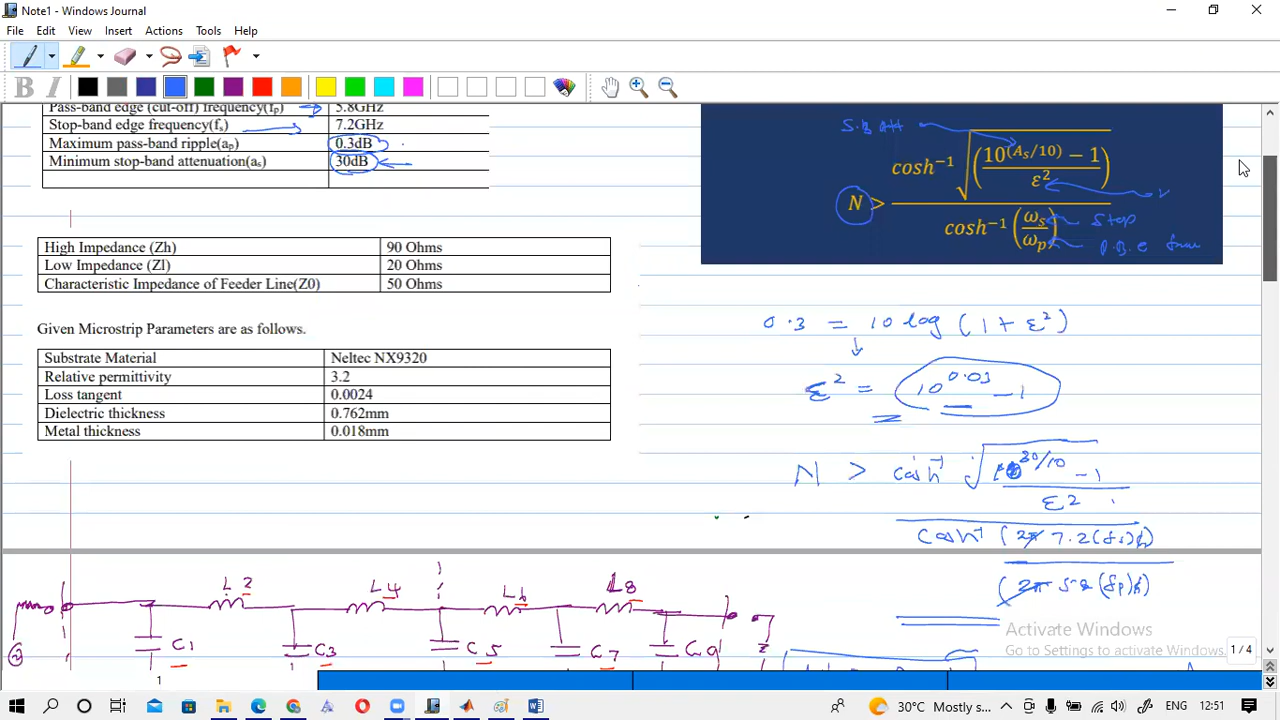 Note1 - Windows Journal
File Edit View Insert Actions Tools Help
B I
Pass-band edge (cut-off) frequency(fp) 5.8GHz
Stop-band edge frequency(fs) 7.2GHz
Maximum pass-band ripple(ap) 0.3dB
Minimum stop-band attenuation(as) 30dB
High Impedance (Zh) 90 Ohms
Low Impedance (Zl) 20 Ohms
Characteristic Impedance of Feeder Line(Z0) 50 Ohms
Given Microstrip Parameters are as follows.
Substrate Material Neltec NX9320
Relative permittivity 3.2
Loss tangent 0.0024
Dielectric thickness 0.762mm
Metal thickness 0.018mm
S.B Att
N > cosh⁻¹ √((10^(As/10) − 1)/ε²)
cosh⁻¹ (ωs/ωp)
Stop
P.B.e
0.3 = 10 log (1 + ε²)
ε² = 10^0.03 − 1
N > cosh⁻¹ √(10^30/10 − 1
ε²
cosh⁻¹ (2π 7.2 (fs))
(2π 5.8 (fp))
L2 L4 L6 L8
C1 C3 C5 C7 C9
Activate Windows
Go to Settings to activate Windows.
1 / 4
1
30°C Mostly s...
ENG 12:51